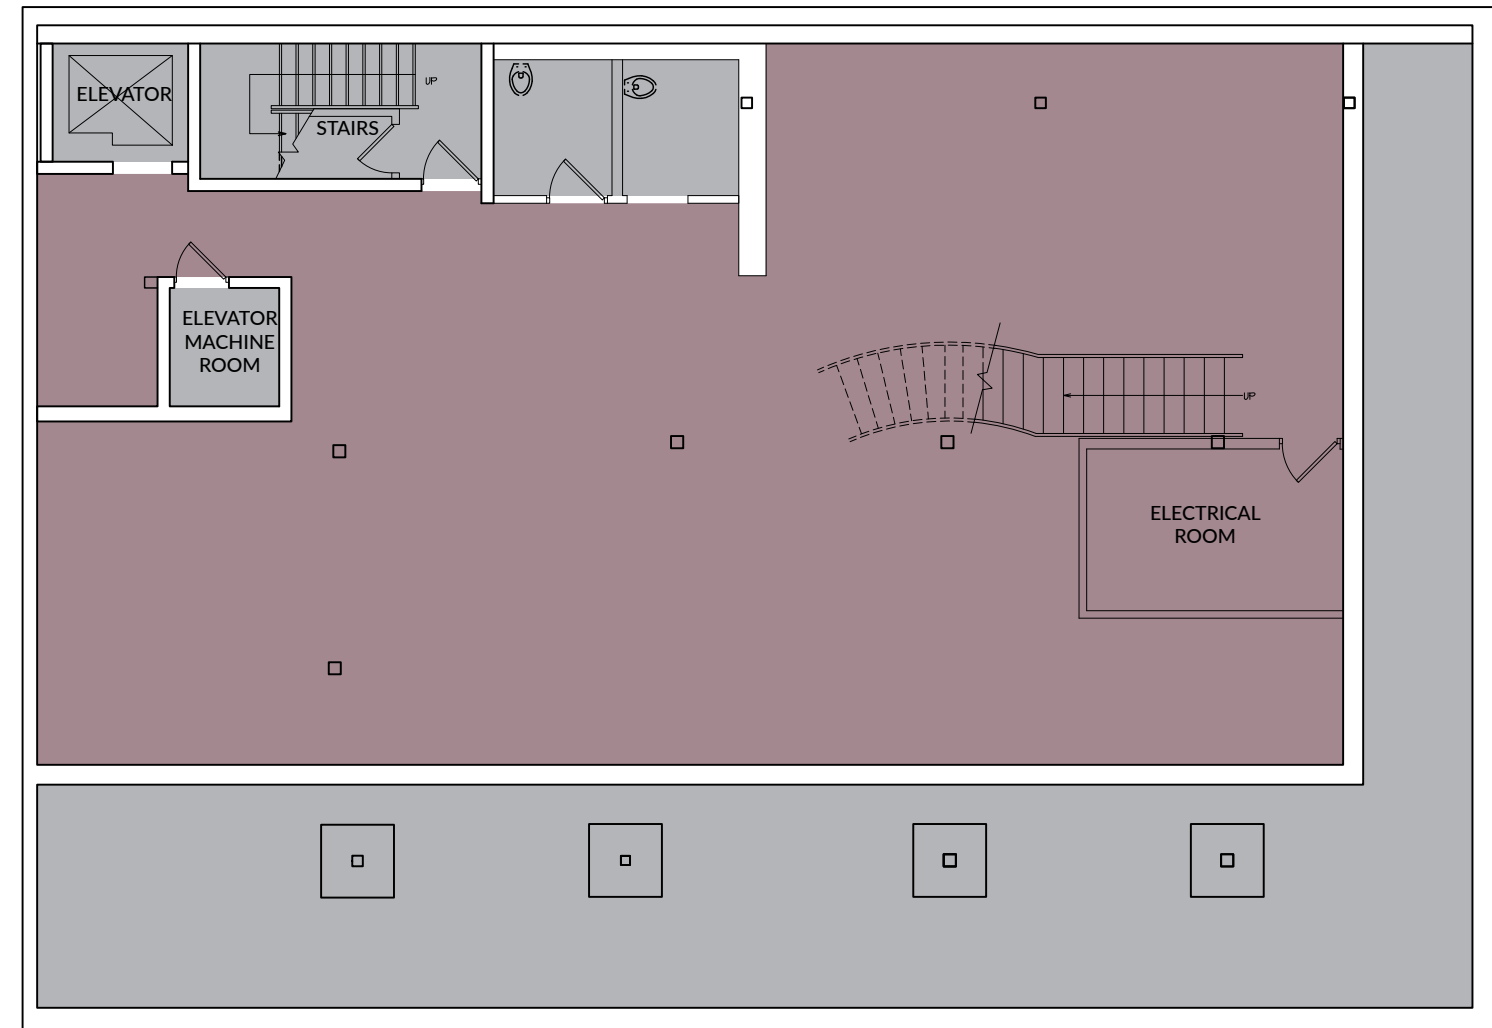 ELEVATOR
UP
STAIRS
ELEVATOR
MACHINE
ROOM
UP
ELECTRICAL
ROOM